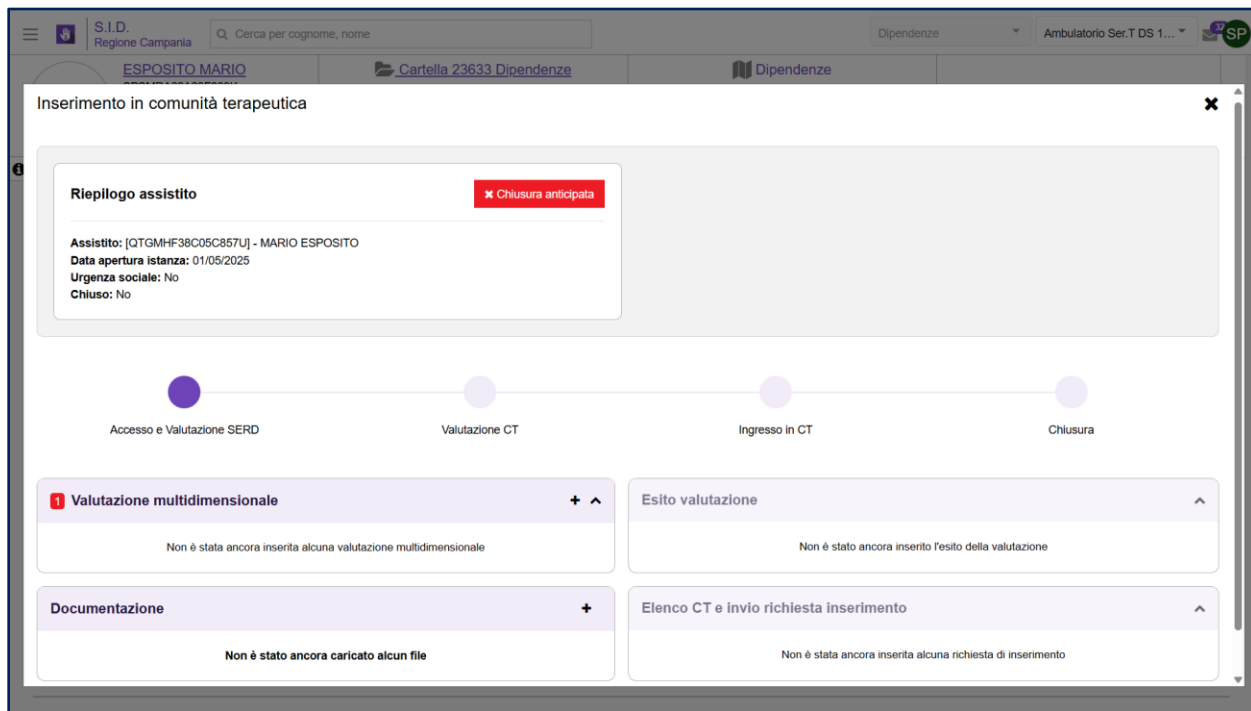 S.I.D.
Regione Campania
Cerca per cognome, nome
Dipendenze
Ambulatorio Ser.T DS 1...
32
SP
ESPOSITO MARIO
Cartella 23633 Dipendenze
Dipendenze
Inserimento in comunità terapeutica
Riepilogo assistito
Chiusura anticipata
Assistito: [QTGMHF38C05C857U] - MARIO ESPOSITO
Data apertura istanza: 01/05/2025
Urgenza sociale: No
Chiuso: No
Accesso e Valutazione SERD
Valutazione CT
Ingresso in CT
Chiusura
1 Valutazione multidimensionale
Non è stata ancora inserita alcuna valutazione multidimensionale
Esito valutazione
Non è stato ancora inserito l'esito della valutazione
Documentazione
Non è stato ancora caricato alcun file
Elenco CT e invio richiesta inserimento
Non è stata ancora inserita alcuna richiesta di inserimento